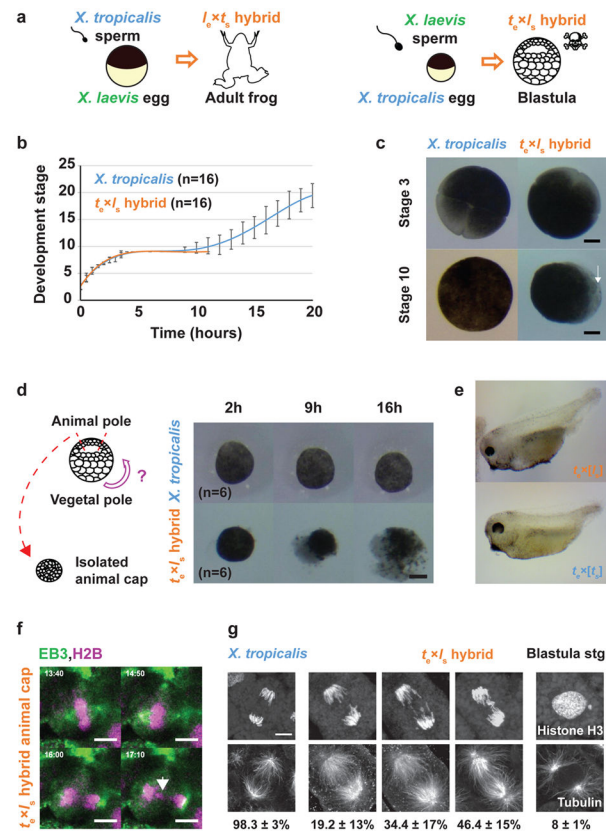 a
X. tropicalis
sperm
X. laevis egg
le×ts hybrid
Adult frog
X. laevis
sperm
X. tropicalis egg
te×ls hybrid
Blastula
b
Development stage
25
20
15
10
5
0
X. tropicalis (n=16)
te×ls hybrid (n=16)
0
5
10
15
20
Time (hours)
c
X. tropicalis
te×ls hybrid
Stage 3
Stage 10
d
Animal pole
?
Vegetal pole
Isolated
animal cap
2h
9h
16h
X. tropicalis
(n=6)
te×ls hybrid
(n=6)
e
te×[ts]
f
EB3,H2B
te×ls hybrid animal cap
13:40
14:50
16:00
17:10
g
X. tropicalis
te×ls hybrid
Blastula stg
Histone H3
Tubulin
98.3 ± 3%
19.2 ± 13%
34.4 ± 17%
46.4 ± 15%
8 ± 1%